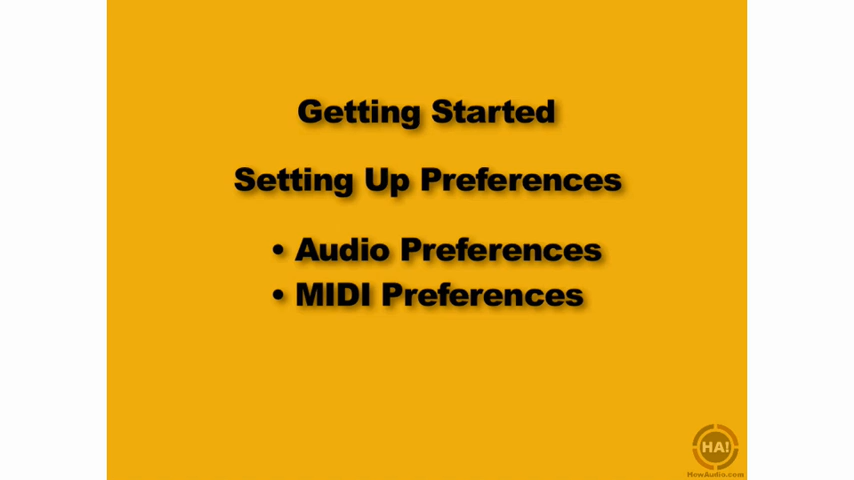 Getting Started
Setting Up Preferences
• Audio Preferences
• MIDI Preferences
HA!
HowAudio.com